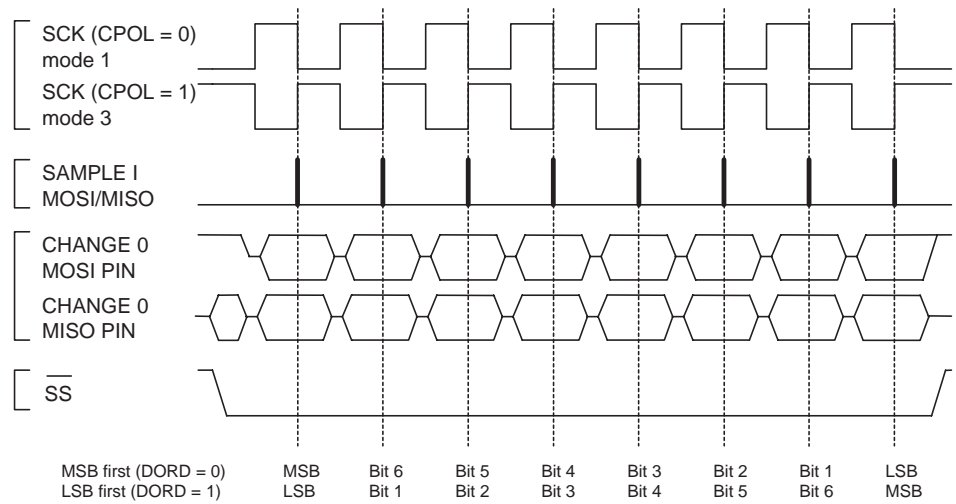 SCK (CPOL = 0)
mode 1
SCK (CPOL = 1)
mode 3
SAMPLE I
MOSI/MISO
CHANGE 0
MOSI PIN
CHANGE 0
MISO PIN
SS
MSB first (DORD = 0) MSB Bit 6 Bit 5 Bit 4 Bit 3 Bit 2 Bit 1 LSB
LSB first (DORD = 1) LSB Bit 1 Bit 2 Bit 3 Bit 4 Bit 5 Bit 6 MSB